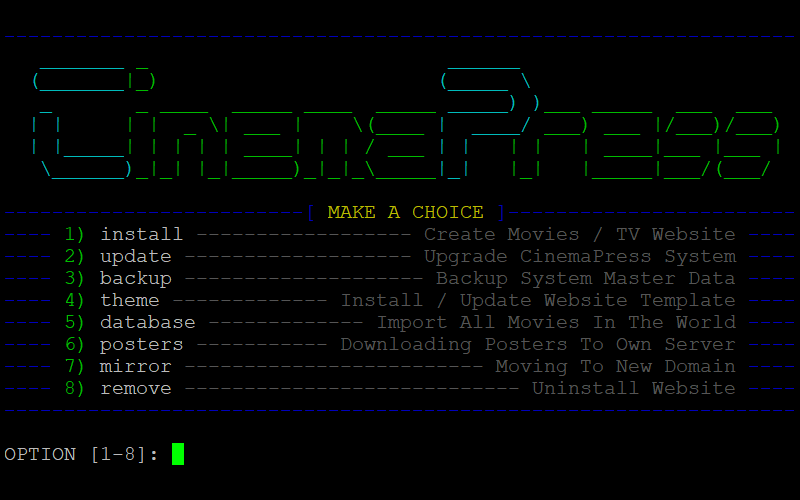 CinemaPress
[ MAKE A CHOICE ]
1) install ------------------ Create Movies / TV Website
2) update ------------------- Upgrade CinemaPress System
3) backup -------------------- Backup System Master Data
4) theme ------------- Install / Update Website Template
5) database ------------- Import All Movies In The World
6) posters ----------- Downloading Posters To Own Server
7) mirror ------------------------- Moving To New Domain
8) remove ---------------------------- Uninstall Website
OPTION [1-8]: